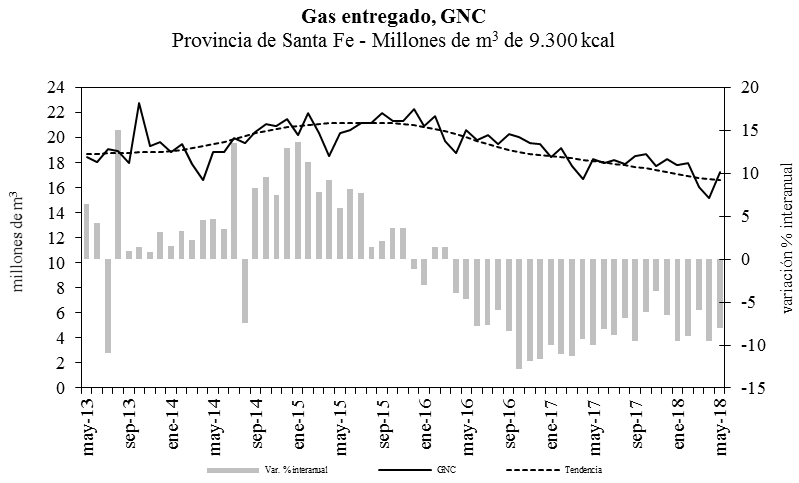 Gas entregado, GNC
Provincia de Santa Fe - Millones de m³ de 9.300 kcal
24
22
20
18
16
14
12
10
8
6
4
2
0
millones de m³
20
15
10
5
0
-5
-10
-15
variación % interanual
may-13
sep-13
ene-14
may-14
sep-14
ene-15
may-15
sep-15
ene-16
may-16
sep-16
ene-17
may-17
sep-17
ene-18
may-18
Var. % interanual GNC Tendencia